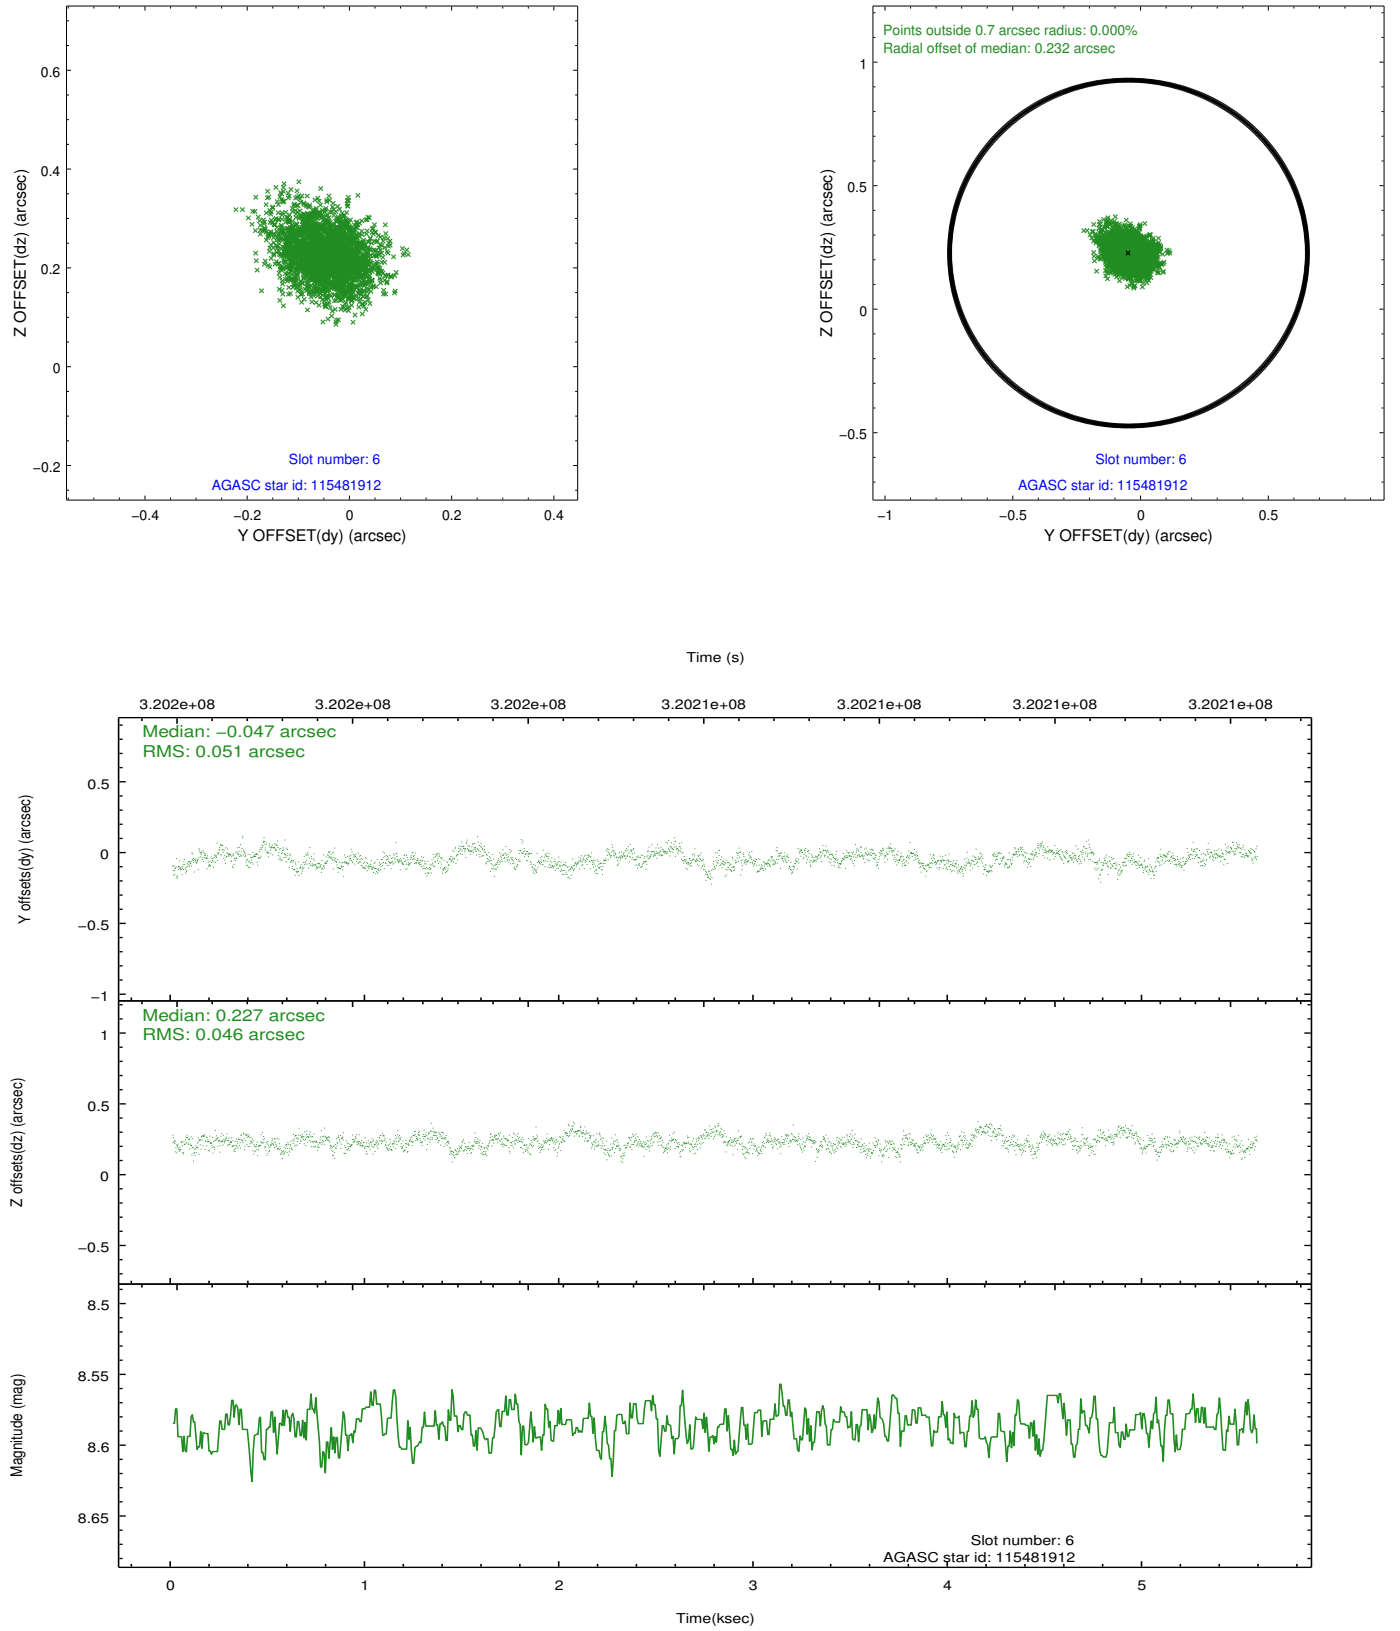 0.6
0.4
0.2
0
−0.2
Z OFFSET(dz) (arcsec)
Slot number: 6
AGASC star id: 115481912
−0.4
−0.2
0
0.2
0.4
Y OFFSET(dy) (arcsec)
Points outside 0.7 arcsec radius: 0.000%
Radial offset of median: 0.232 arcsec
1
0.5
0
−0.5
Z OFFSET(dz) (arcsec)
Slot number: 6
AGASC star id: 115481912
−1
−0.5
0
0.5
Y OFFSET(dy) (arcsec)
Time (s)
3.202e+08 3.202e+08 3.202e+08 3.2021e+08 3.2021e+08 3.2021e+08 3.2021e+08
Median: −0.047 arcsec
RMS: 0.051 arcsec
0.5
0
−0.5
−1
Y offsets(dy) (arcsec)
Median: 0.227 arcsec
RMS: 0.046 arcsec
1
0.5
0
−0.5
Z offsets(dz) (arcsec)
8.5
8.55
8.6
8.65
Magnitude (mag)
Slot number: 6
AGASC star id: 115481912
0 1 2 3 4 5
Time(ksec)